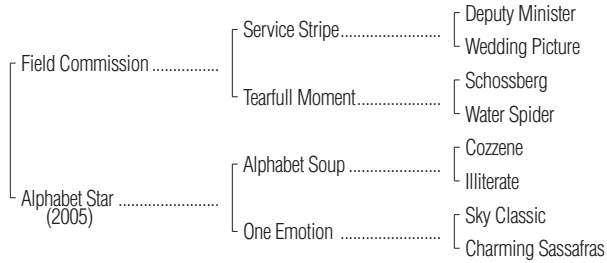 Deputy Minister
Service Stripe
Wedding Picture
Field Commission
Schossberg
Tearfull Moment
Water Spider
Cozzene
Alphabet Soup
Illiterate
Alphabet Star
(2005)
Sky Classic
One Emotion
Charming Sassafras